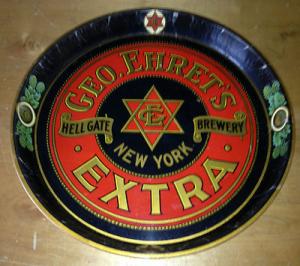 GEO. EHRET'S
HELL GATE
BREWERY
E
NEW YORK
EXTRA